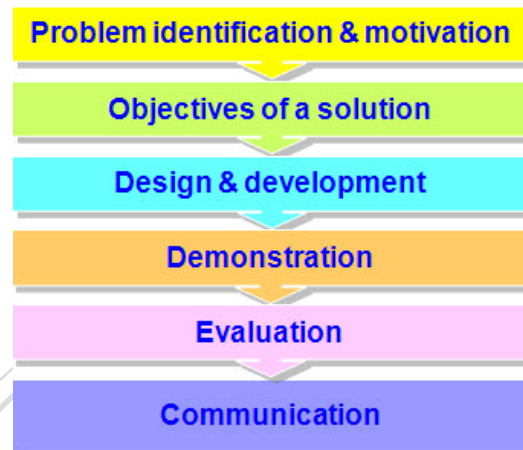 Problem identification & motivation
Objectives of a solution
Design & development
Demonstration
Evaluation
Communication